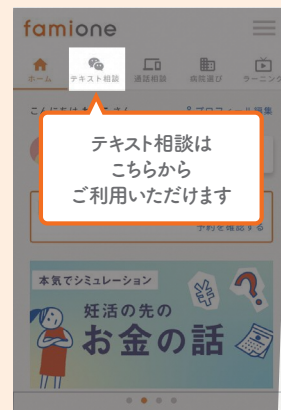 famione
ホーム
テキスト相談
通話相談
病院選び
ラーニング
テキスト相談は
こちらから
ご利用いただけます
予約を確認する
本気でシミュレーション
妊活の先の
お金の話